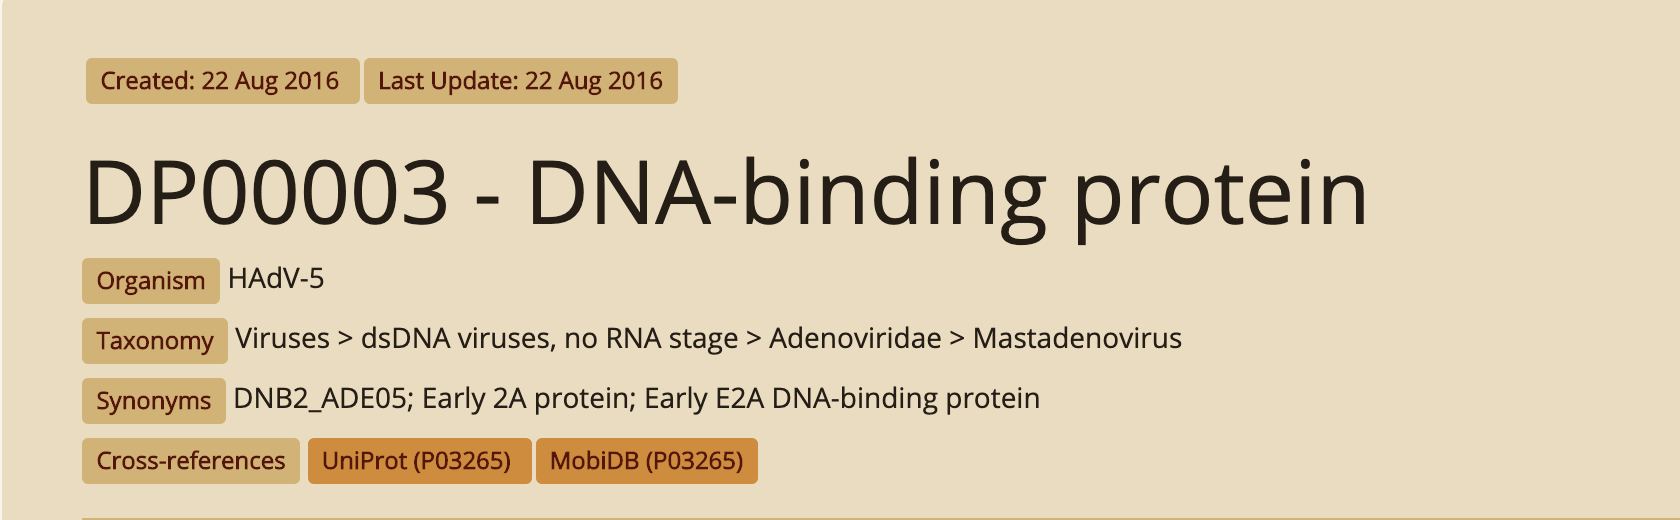 Created: 22 Aug 2016 Last Update: 22 Aug 2016
DP00003 - DNA-binding protein
Organism HAdV-5
Taxonomy Viruses > dsDNA viruses, no RNA stage > Adenoviridae > Mastadenovirus
Synonyms DNB2_ADE05; Early 2A protein; Early E2A DNA-binding protein
Cross-references UniProt (P03265) MobiDB (P03265)